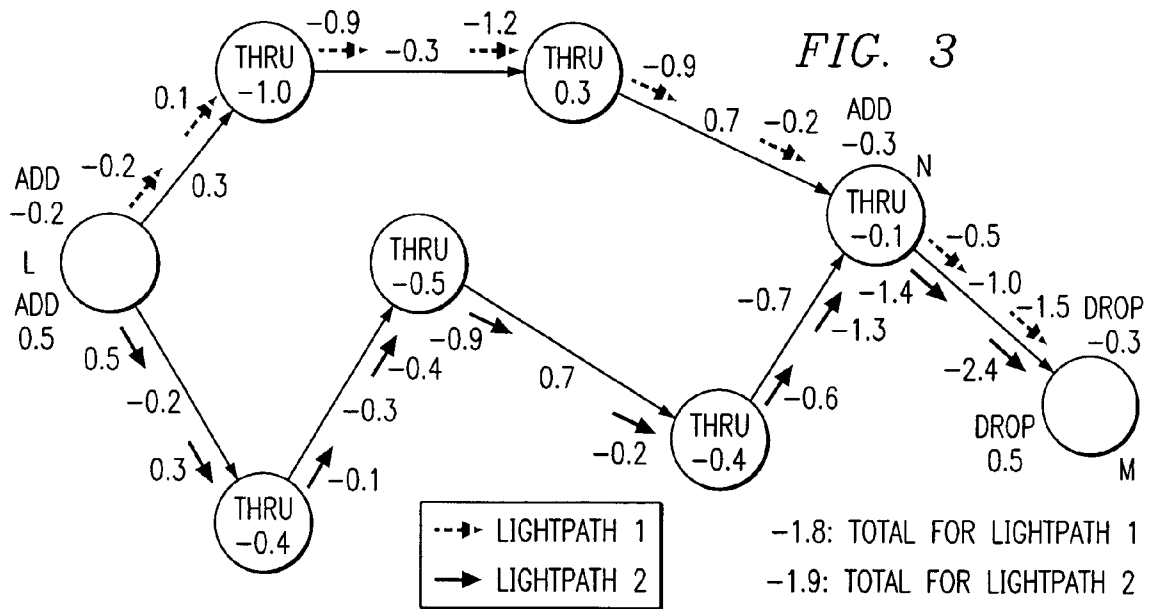 FIG. 3
-0.9
-1.2
THRU
-1.0
-0.3
THRU
0.3
-0.9
0.1
0.7
-0.2
ADD
-0.3
-0.2
0.3
ADD
-0.2
L
ADD
0.5
N
THRU
-0.1
THRU
-0.5
-0.5
-1.0
-1.5
DROP
-0.3
-0.7
-1.4
-1.3
0.5
-0.2
-0.4
-0.9
0.7
-0.3
-0.6
-2.4
THRU
-0.4
-0.2
DROP
0.5
M
0.3
-0.1
THRU
-0.4
LIGHTPATH 1
LIGHTPATH 2
-1.8: TOTAL FOR LIGHTPATH 1
-1.9: TOTAL FOR LIGHTPATH 2